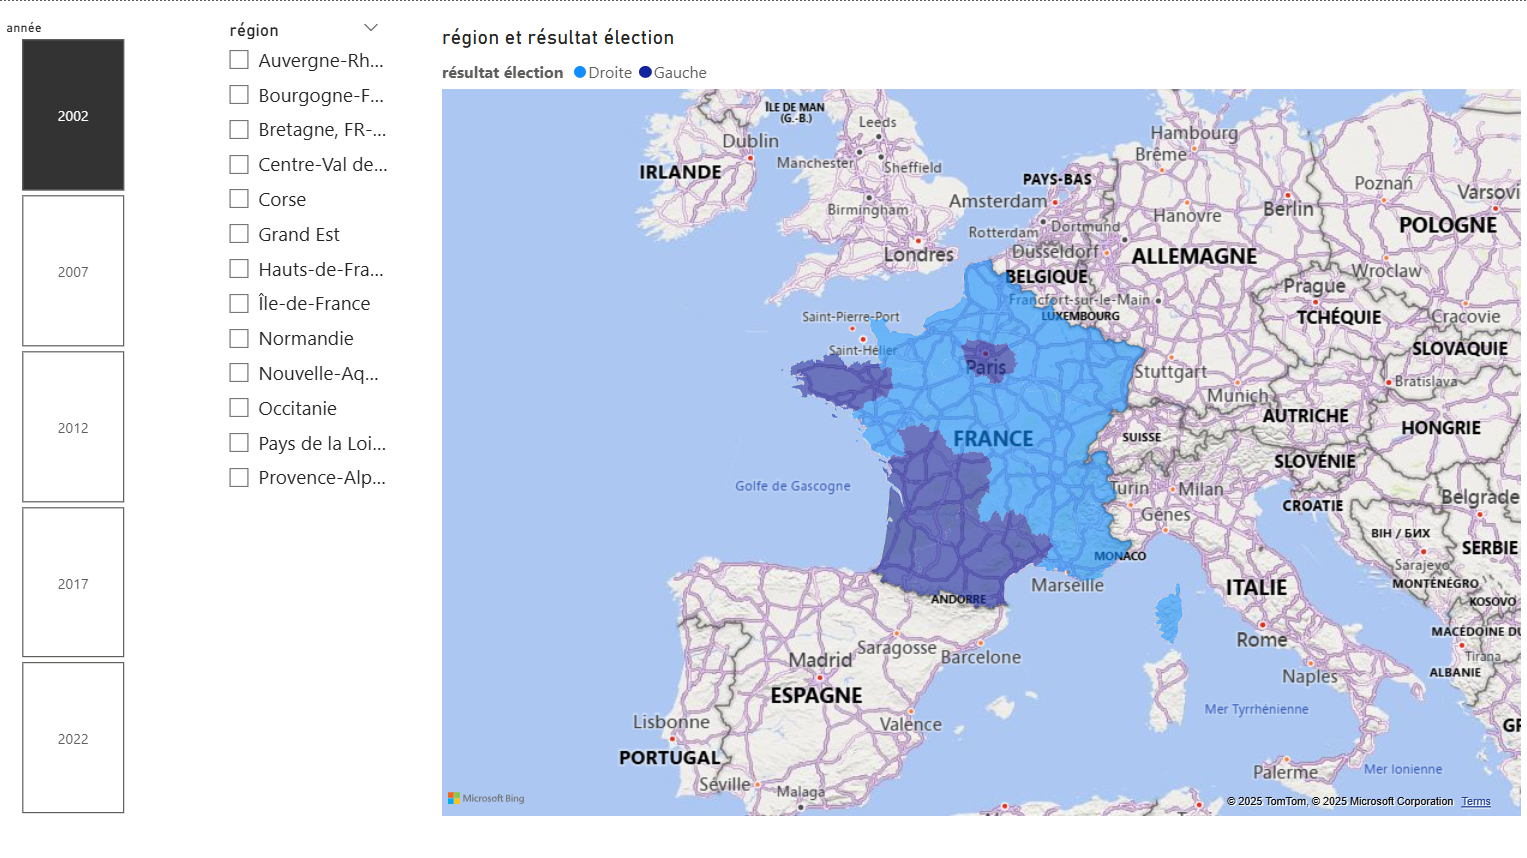 année
2002
2007
2012
2017
2022
région
Auvergne-Rh...
Bourgogne-F...
Bretagne, FR-...
Centre-Val de...
Corse
Grand Est
Hauts-de-Fra...
Île-de-France
Normandie
Nouvelle-Aq...
Occitanie
Pays de la Loi...
Provence-Alp...
région et résultat élection
résultat élection Droite Gauche
ÎLE DE MAN
(G.-B.)
Leeds
Hambourg
Dublin
Brême
Manchester
Sheffield
IRLANDE
PAYS-BAS
Poznań
Varsovi
Amsterdam
Birmingham
Hanovre
Berlin
Rotterdam
Dortmund
POLOGNE
Londres
Düsseldorf
ALLEMAGNE
Wroclaw
BELGIQUE
Prague
Francfort-sur-le-Main
Saint-Pierre-Port
LUXEMBOURG
TCHÉQUIE
Cracovie
Saint-Hélier
SLOVAQUIE
Paris
Stuttgart
Bratislava
Munich
AUTRICHE
HONGRIE
FRANCE
SUISSE
SLOVÉNIE
Golfe de Gascogne
Turin
Milan
Belgrade
CROATIE
Gênes
BIH / БИХ
SERBIE
MONACO
Sarajevo
Marseille
ITALIE
MONTÉNÉGRO
ANDORRE
KOSOVO
MACÉDOINE DU
Rome
Saragosse
Barcelone
Tirana
Madrid
ALBANIE
Naples
ESPAGNE
Mer Tyrrhénienne
Lisbonne
Valence
GR
PORTUGAL
Palerme
Mer Ionienne
Séville
Malaga
Microsoft Bing
© 2025 TomTom, © 2025 Microsoft Corporation Terms